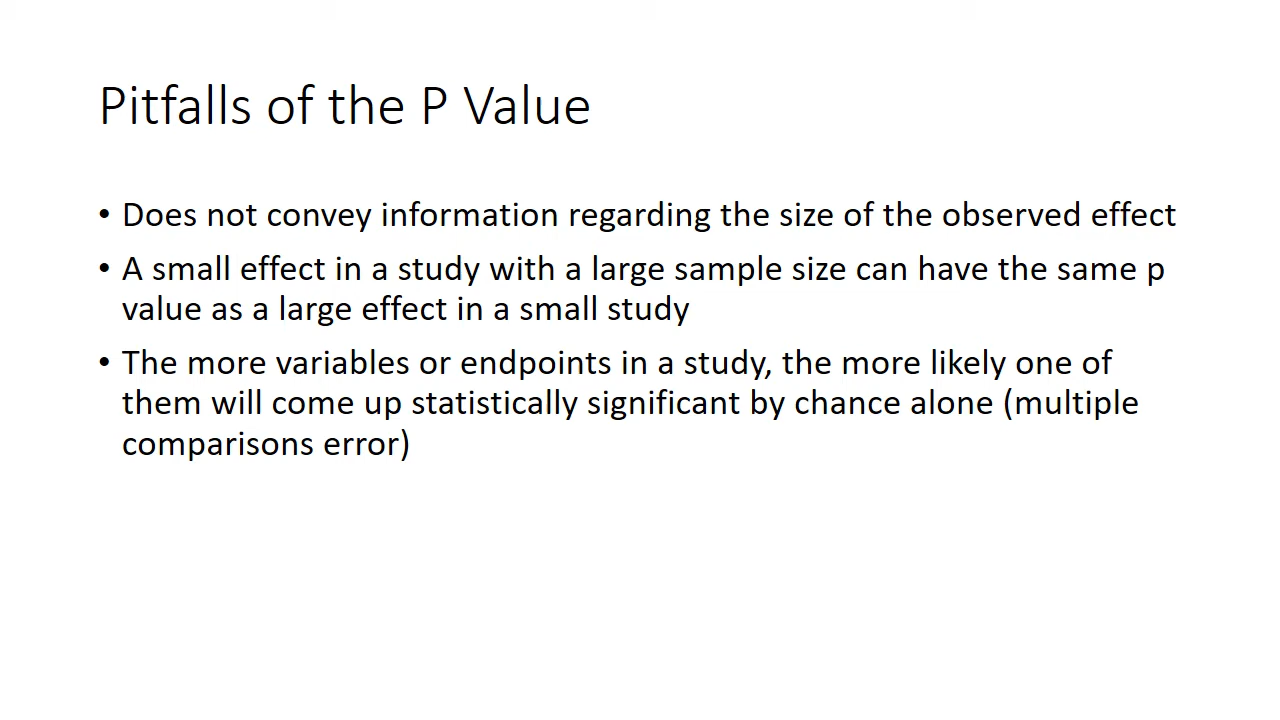 Pitfalls of the P Value
• Does not convey information regarding the size of the observed effect
• A small effect in a study with a large sample size can have the same p
value as a large effect in a small study
• The more variables or endpoints in a study, the more likely one of
them will come up statistically significant by chance alone (multiple
comparisons error)